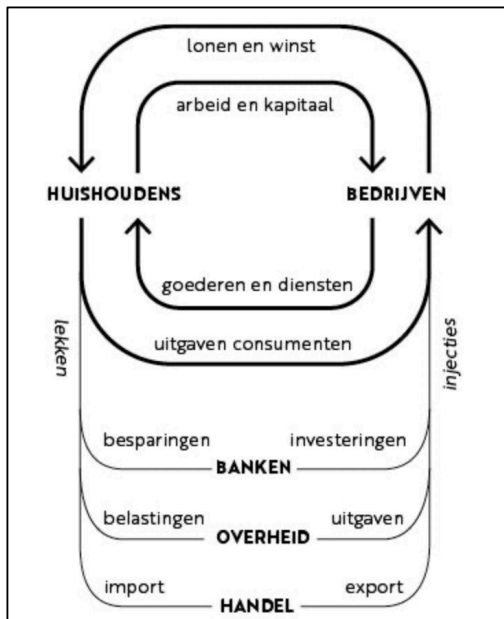 lonen en winst
arbeid en kapitaal
HUISHOUDENS
BEDRIJVEN
goederen en diensten
uitgaven consumenten
lekken
injecties
besparingen
investeringen
BANKEN
belastingen
uitgaven
OVERHEID
import
export
HANDEL